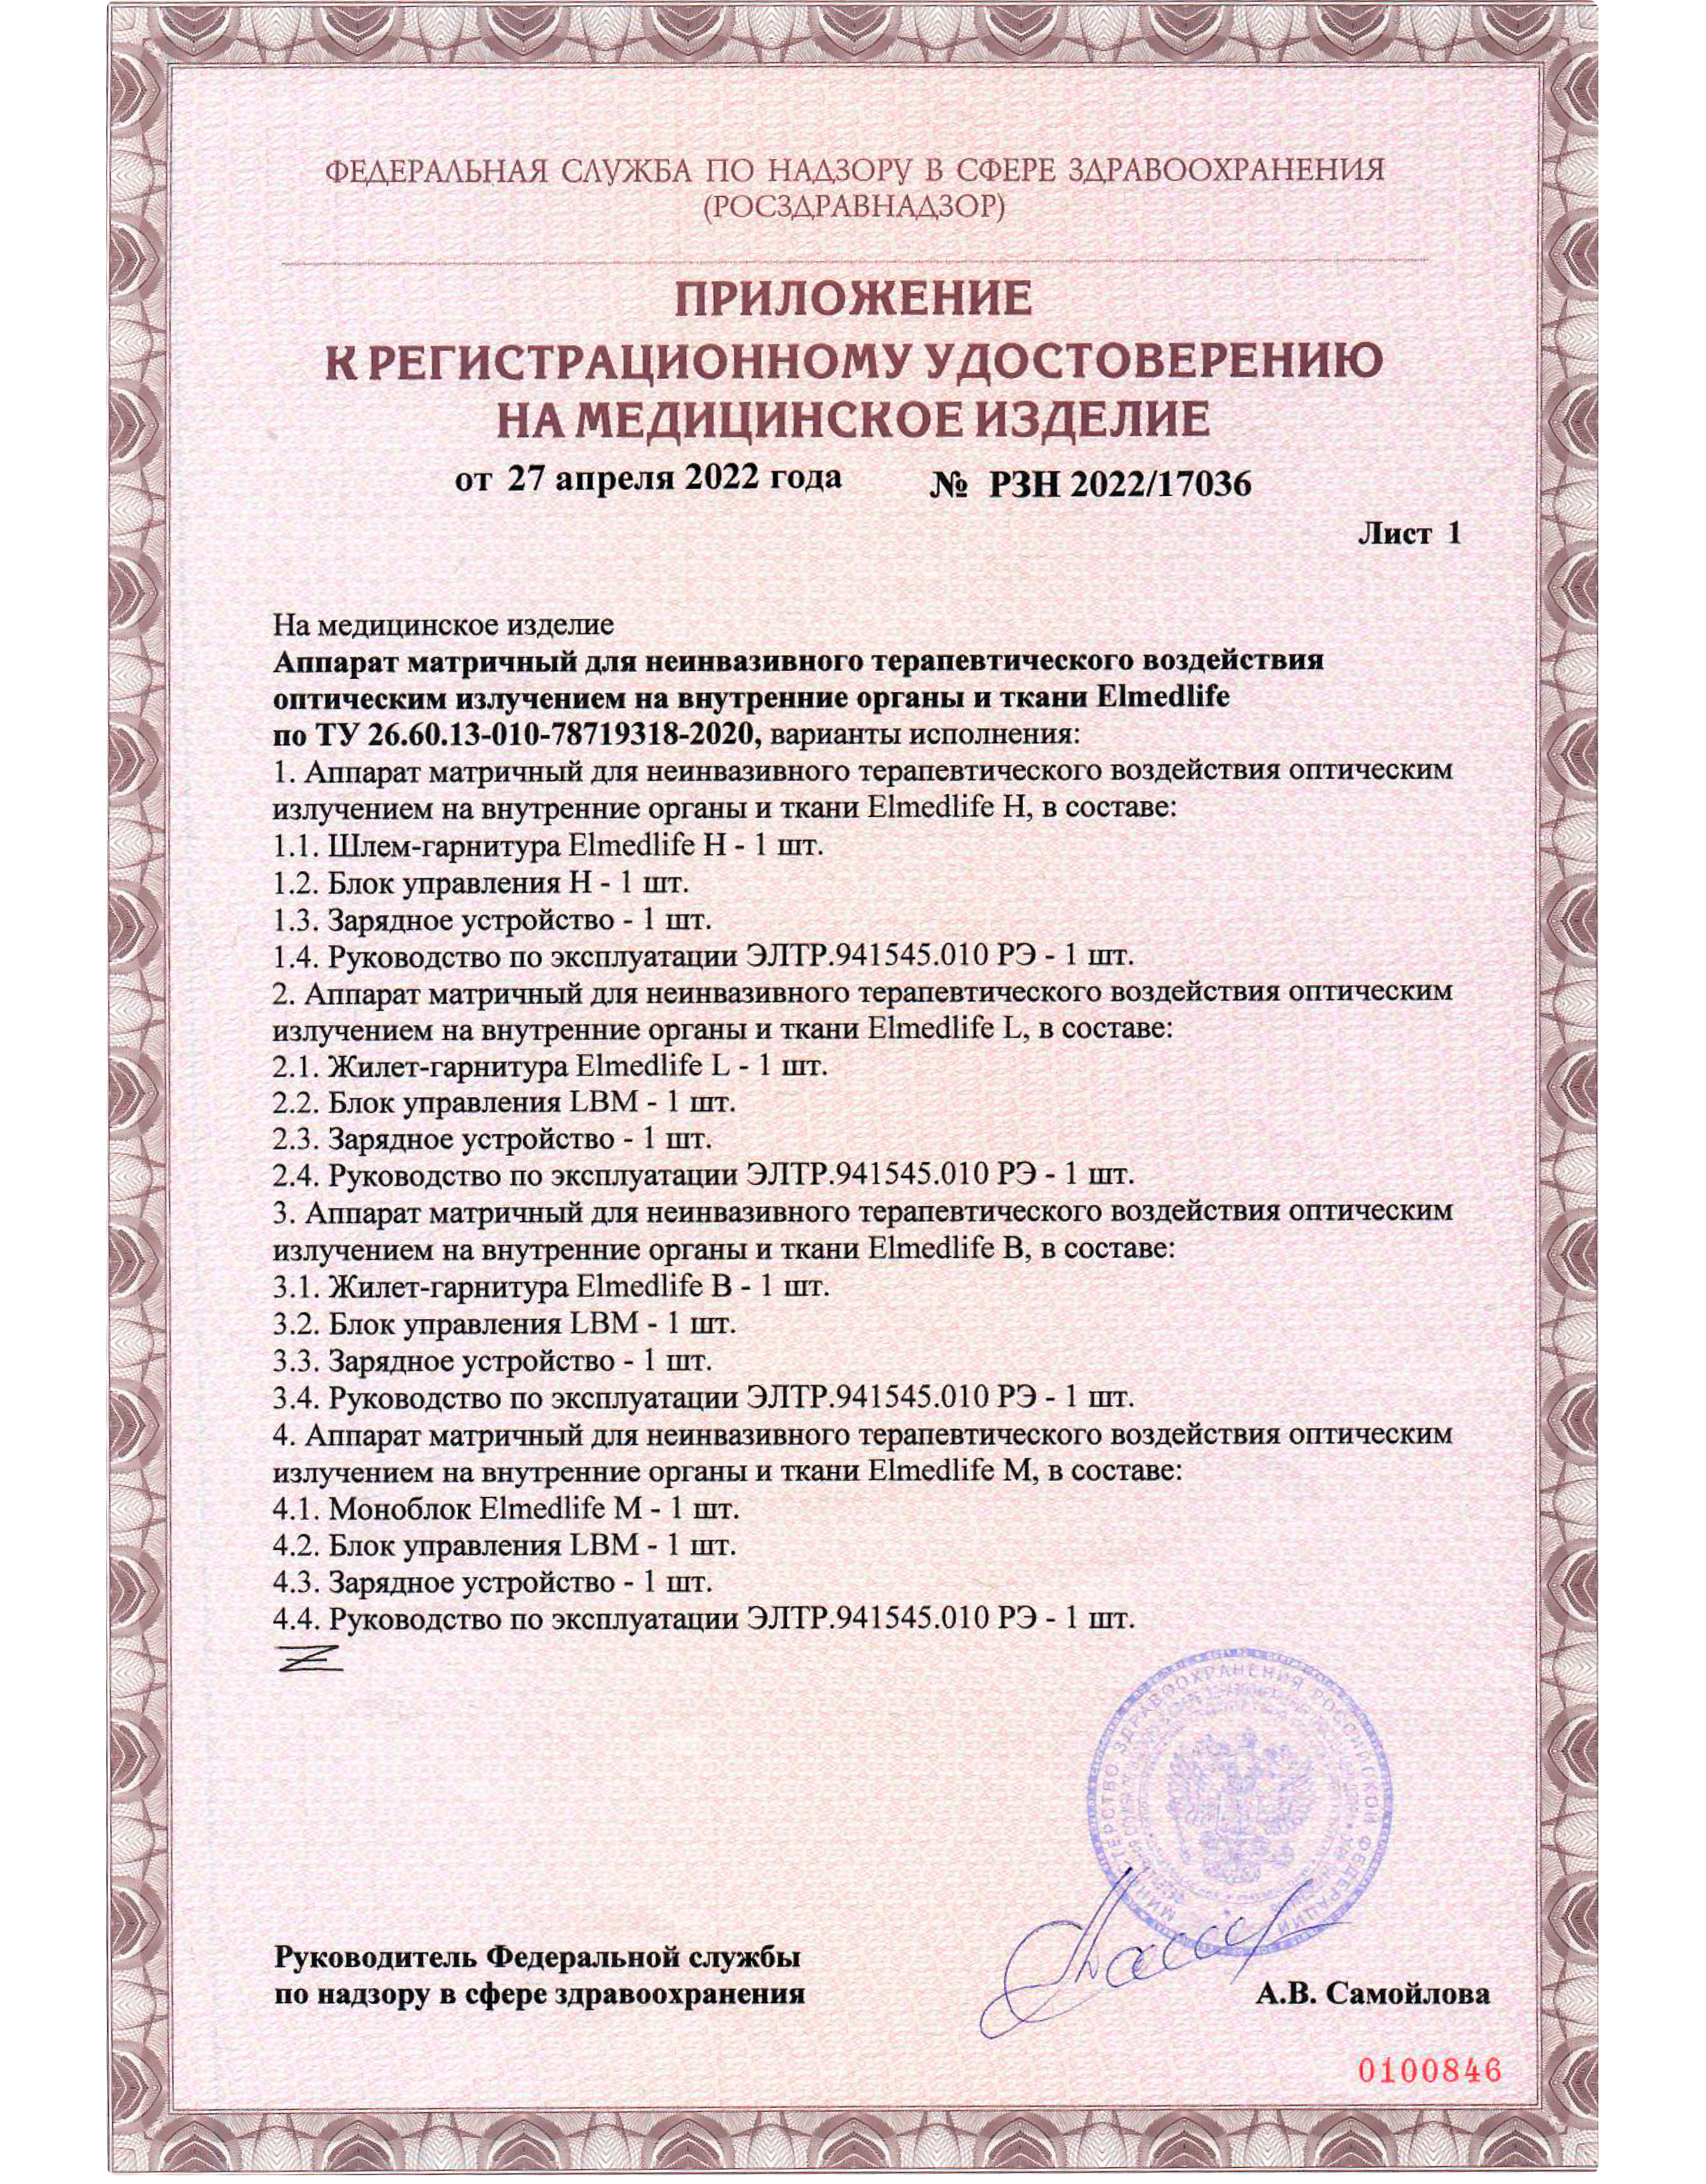 ФЕДЕРАЛЬНАЯ СЛУЖБА ПО НАДЗОРУ В СФЕРЕ ЗДРАВООХРАНЕНИЯ
(РОСЗДРАВНАДЗОР)
ПРИЛОЖЕНИЕ
К РЕГИСТРАЦИОННОМУ УДОСТОВЕРЕНИЮ
НА МЕДИЦИНСКОЕ ИЗДЕЛИЕ
от 27 апреля 2022 года № РЗН 2022/17036
Лист 1
На медицинское изделие
Аппарат матричный для неинвазивного терапевтического воздействия
оптическим излучением на внутренние органы и ткани Elmedlife
по ТУ 26.60.13-010-78719318-2020, варианты исполнения:
1. Аппарат матричный для неинвазивного терапевтического воздействия оптическим
излучением на внутренние органы и ткани Elmedlife H, в составе:
1.1. Шлем-гарнитура Elmedlife H - 1 шт.
1.2. Блок управления H - 1 шт.
1.3. Зарядное устройство - 1 шт.
1.4. Руководство по эксплуатации ЭЛТР.941545.010 РЭ - 1 шт.
2. Аппарат матричный для неинвазивного терапевтического воздействия оптическим
излучением на внутренние органы и ткани Elmedlife L, в составе:
2.1. Жилет-гарнитура Elmedlife L - 1 шт.
2.2. Блок управления LBM - 1 шт.
2.3. Зарядное устройство - 1 шт.
2.4. Руководство по эксплуатации ЭЛТР.941545.010 РЭ - 1 шт.
3. Аппарат матричный для неинвазивного терапевтического воздействия оптическим
излучением на внутренние органы и ткани Elmedlife B, в составе:
3.1. Жилет-гарнитура Elmedlife B - 1 шт.
3.2. Блок управления LBM - 1 шт.
3.3. Зарядное устройство - 1 шт.
3.4. Руководство по эксплуатации ЭЛТР.941545.010 РЭ - 1 шт.
4. Аппарат матричный для неинвазивного терапевтического воздействия оптическим
излучением на внутренние органы и ткани Elmedlife M, в составе:
4.1. Моноблок Elmedlife M - 1 шт.
4.2. Блок управления LBM - 1 шт.
4.3. Зарядное устройство - 1 шт.
4.4. Руководство по эксплуатации ЭЛТР.941545.010 РЭ - 1 шт.
МИНИСТЕРСТВО ЗДРАВООХРАНЕНИЯ РОССИЙСКОЙ ФЕДЕРАЦИИ
Руководитель Федеральной службы
по надзору в сфере здравоохранения
А.В. Самойлова
0100846